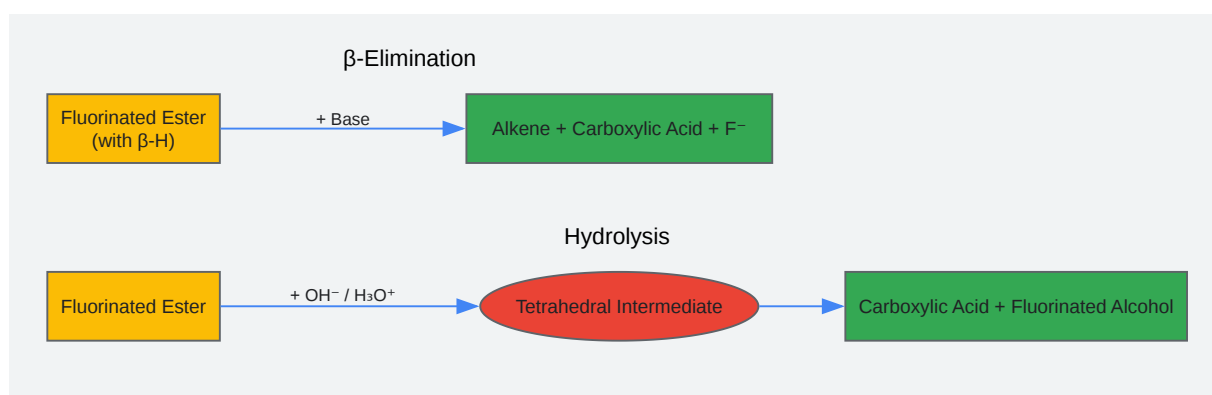 β-Elimination
Fluorinated Ester
(with β-H)
+ Base
Alkene + Carboxylic Acid + F⁻
Hydrolysis
Fluorinated Ester
+ OH⁻ / H₃O⁺
Tetrahedral Intermediate
Carboxylic Acid + Fluorinated Alcohol